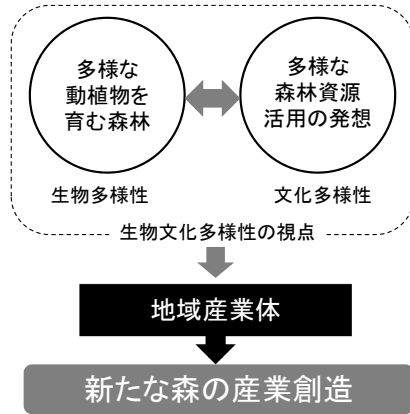 多様な
動植物を
育む森林
多様な
森林資源
活用の発想
生物多様性
文化多様性
生物文化多様性の視点
地域産業体
新たな森の産業創造